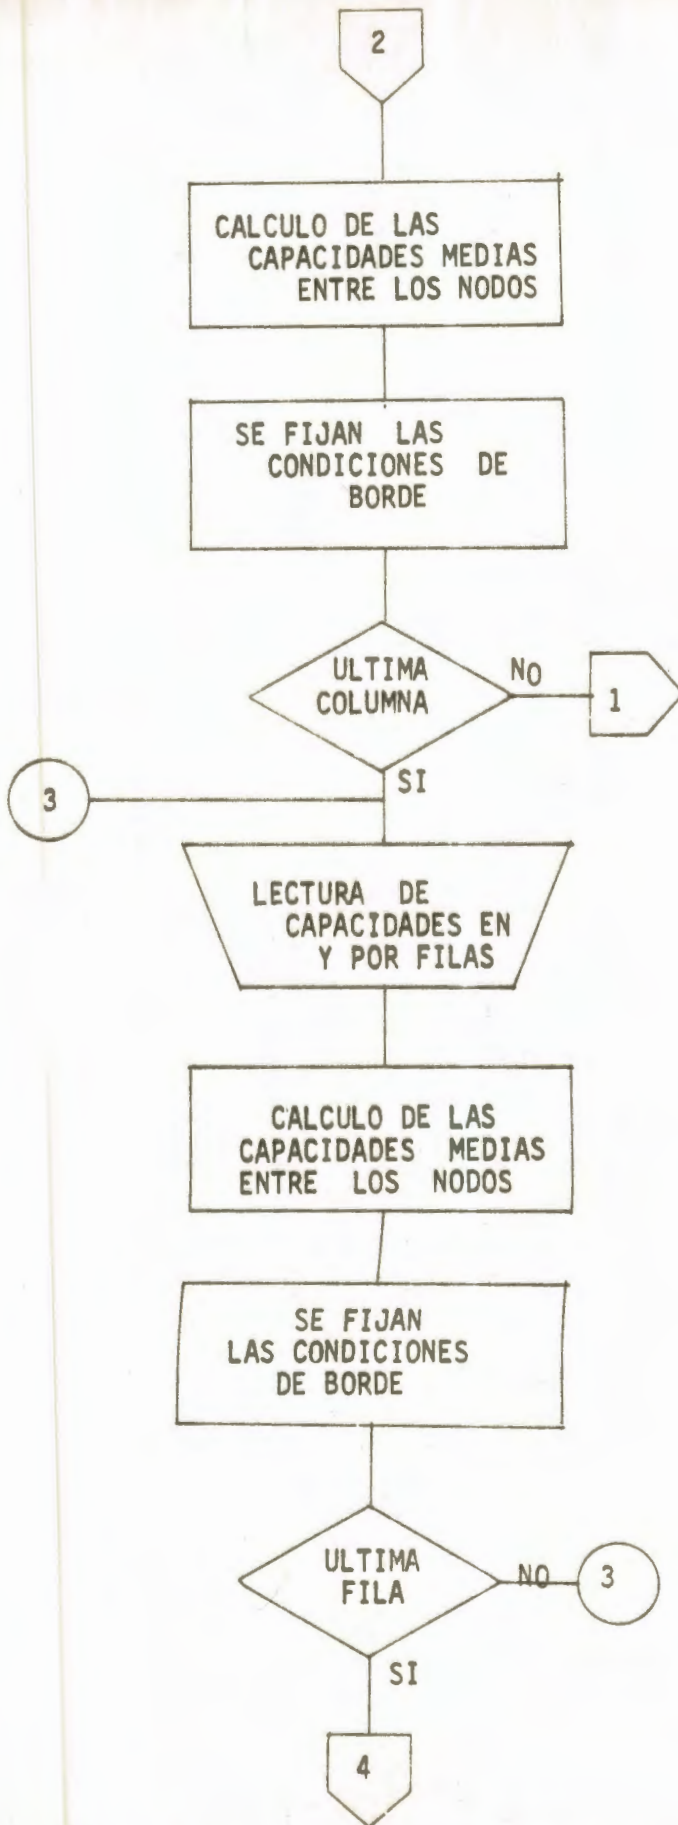 2
CALCULO DE LAS
CAPACIDADES MEDIAS
ENTRE LOS NODOS
SE FIJAN LAS
CONDICIONES DE
BORDE
ULTIMA
COLUMNA
NO
1
SI
3
LECTURA DE
CAPACIDADES EN
Y POR FILAS
CALCULO DE LAS
CAPACIDADES MEDIAS
ENTRE LOS NODOS
SE FIJAN
LAS CONDICIONES
DE BORDE
ULTIMA
FILA
NO
3
SI
4